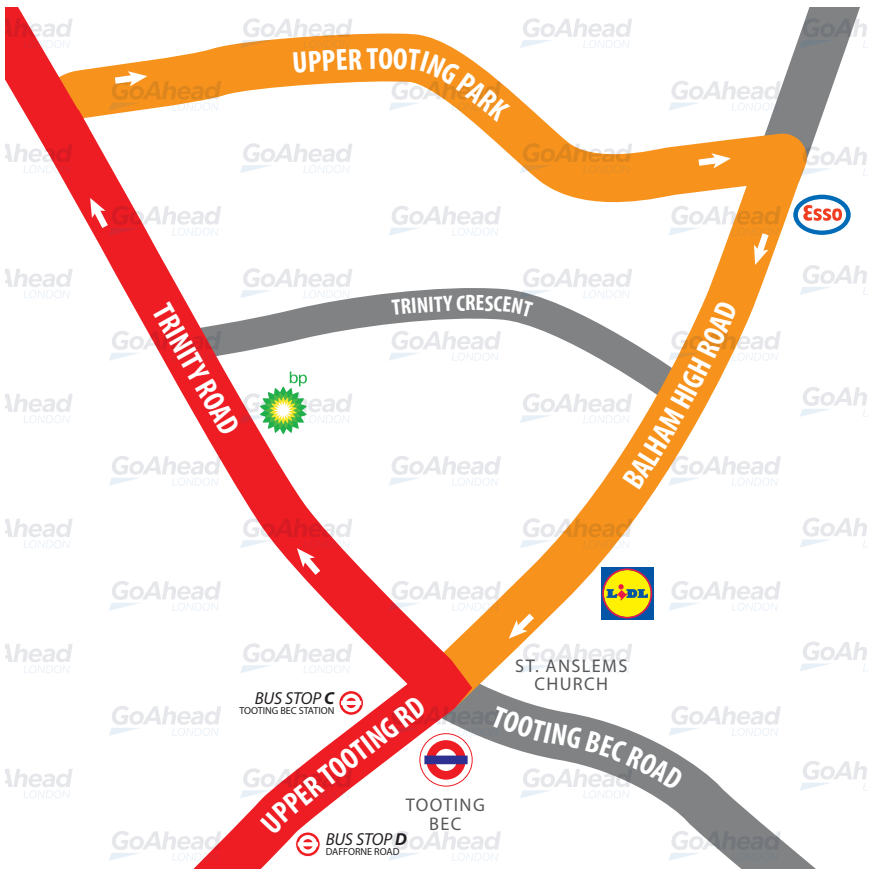 GoAhead
LONDON
UPPER TOOTING PARK
Esso
TRINITY CRESCENT
TRINITY ROAD
bp
BALHAM HIGH ROAD
LIDL
ST. ANSLEMS
CHURCH
BUS STOP C
TOOTING BEC STATION
UPPER TOOTING RD
TOOTING BEC ROAD
TOOTING
BEC
BUS STOP D
DAFFORNE ROAD